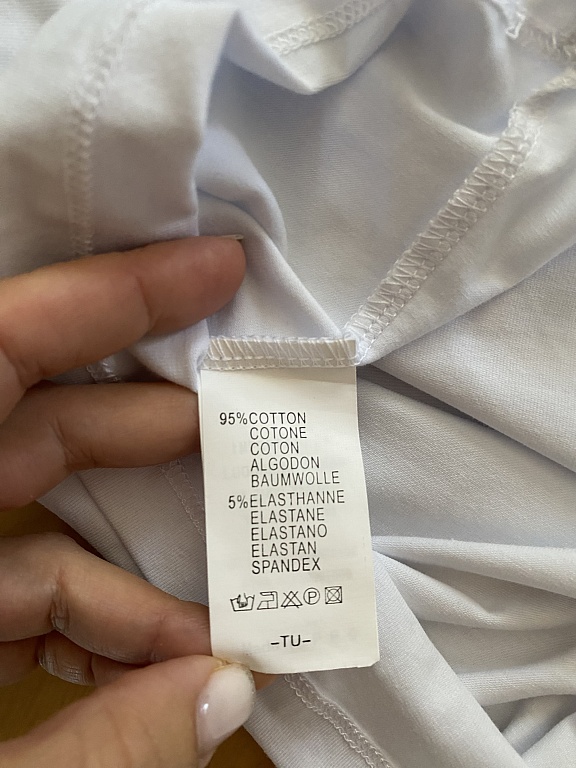 95%COTTON
COTONE
COTON
ALGODON
BAUMWOLLE
5%ELASTHANNE
ELASTANE
ELASTANO
ELASTAN
SPANDEX
P
-TU-